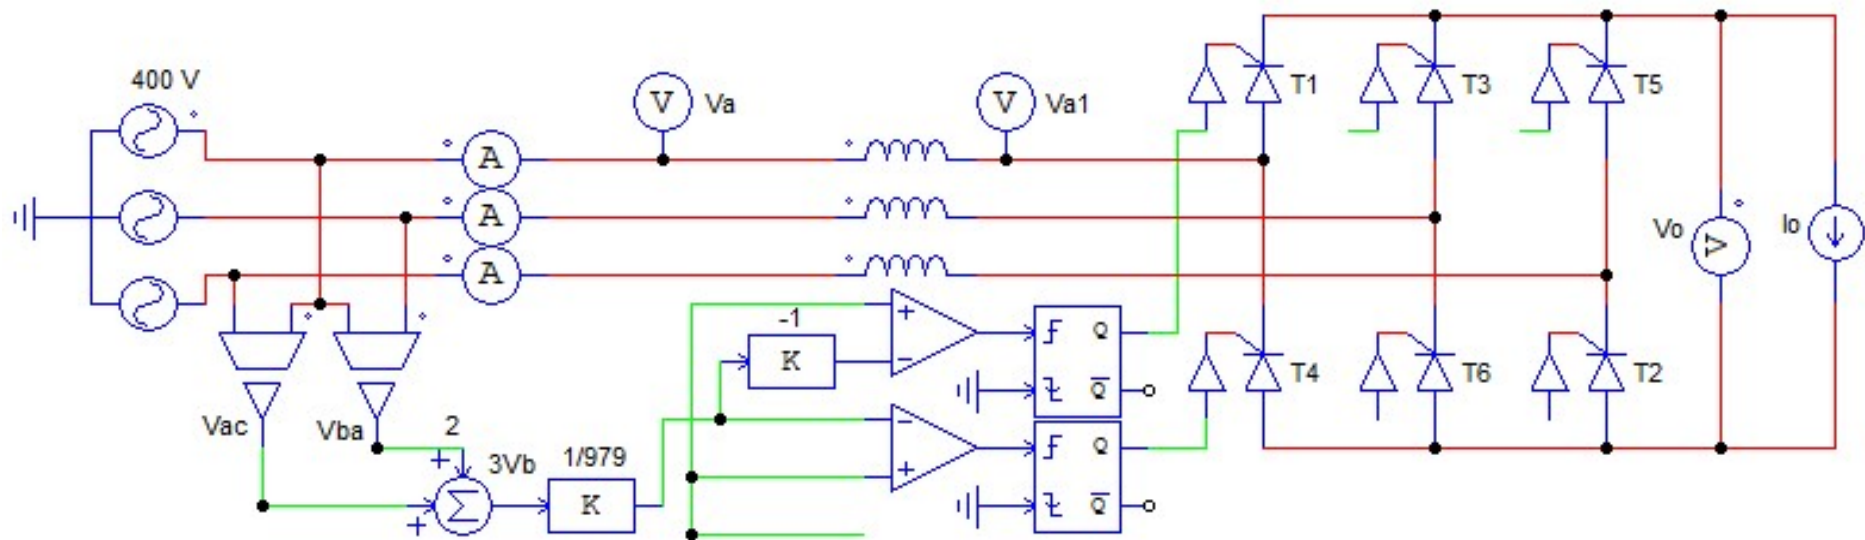 400 V
V Va
V Va1
T1
T3
T5
A
A
A
Vo
V
Io
-1
K
Q
Q
T4
T6
T2
Vac
Vba
2
3Vb
1/979
K
Σ
Q
Q